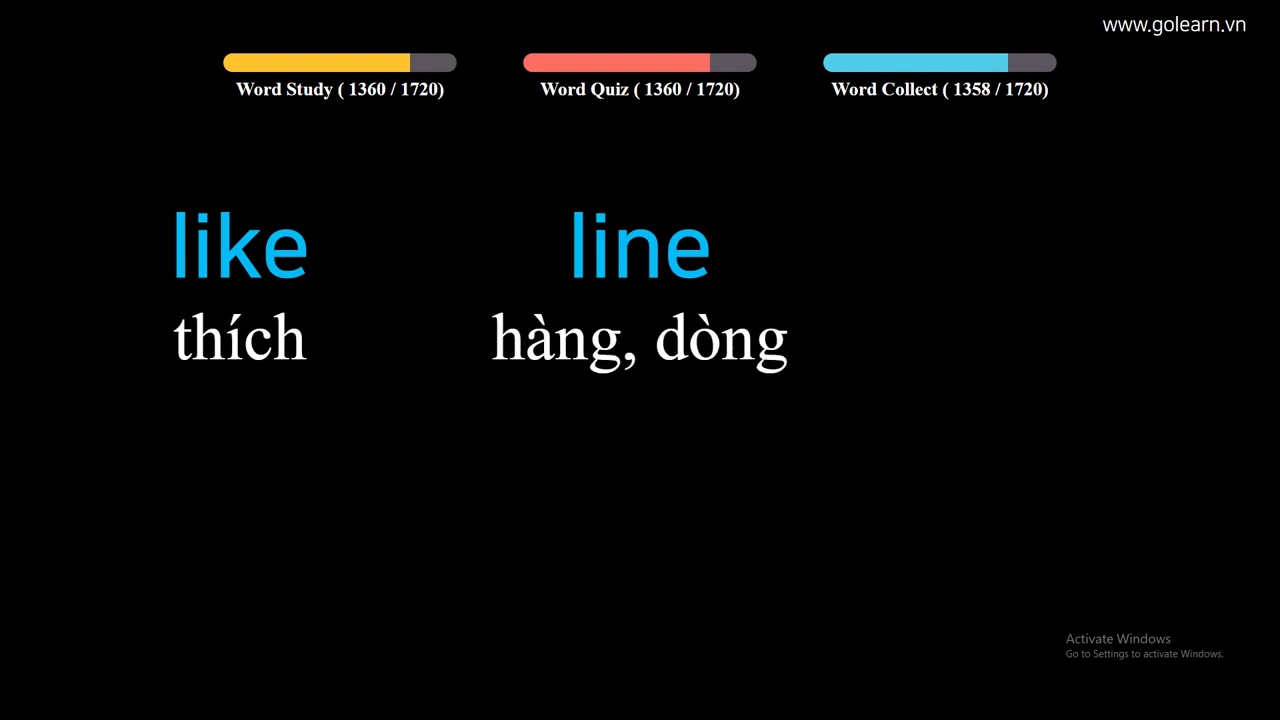 www.golearn.vn
Word Study ( 1360 / 1720)
Word Quiz ( 1360 / 1720)
Word Collect ( 1358 / 1720)
like
line
thích
hàng, dòng
Activate Windows
Go to Settings to activate Windows.